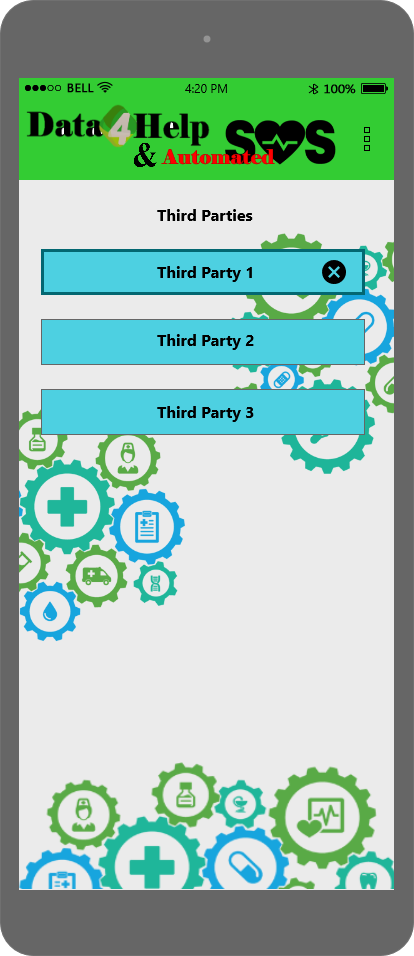 BELL 4:20 PM 100%
Data4Help
SOS
& Automated
Third Parties
Third Party 1
Third Party 2
Third Party 3